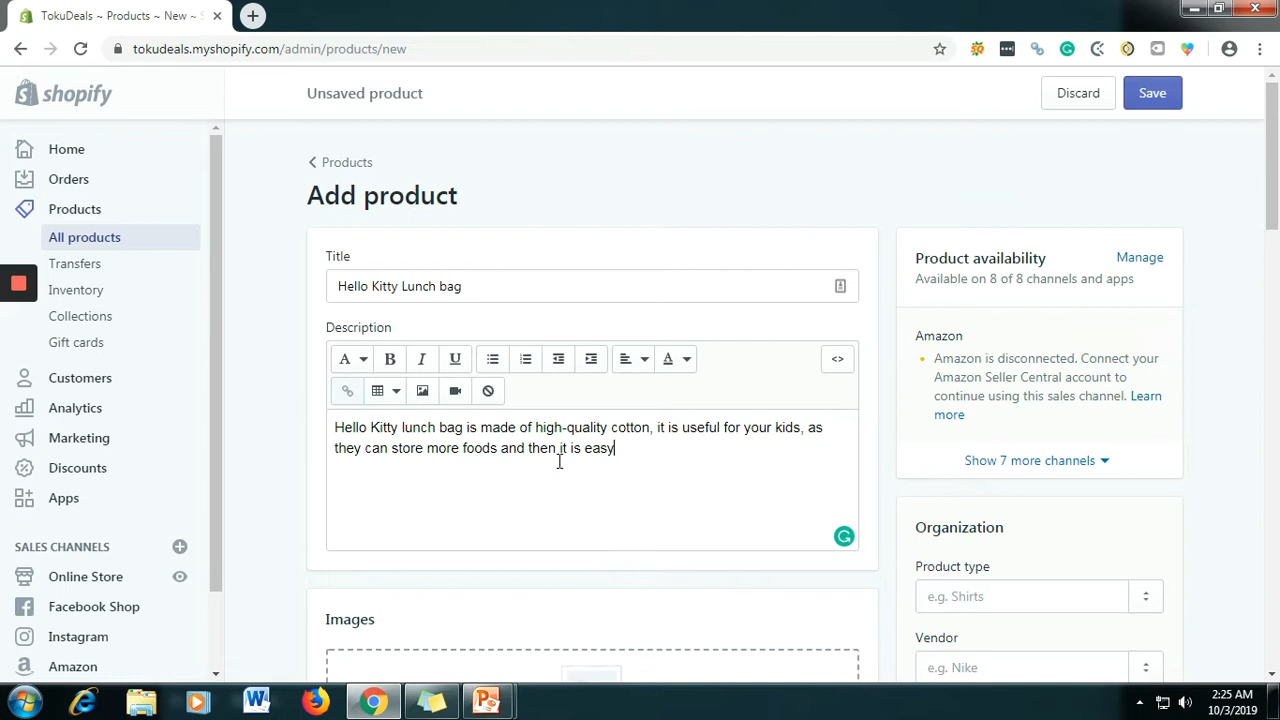 TokuDeals ~ Products ~ New ~ S
tokudeals.myshopify.com/admin/products/new
shopify
Unsaved product
Discard
Save
Home
Orders
Products
All products
Transfers
Inventory
Collections
Gift cards
Customers
Analytics
Marketing
Discounts
Apps
SALES CHANNELS
Online Store
Facebook Shop
Instagram
Amazon
Products
Add product
Title
Hello Kitty Lunch bag
Description
A
B
I
U
A
<>
Hello Kitty lunch bag is made of high-quality cotton, it is useful for your kids, as
they can store more foods and then it is easy
Images
Product availability
Manage
Available on 8 of 8 channels and apps
Amazon
Amazon is disconnected. Connect your
Amazon Seller Central account to
continue using this sales channel. Learn
more
Show 7 more channels
Organization
Product type
e.g. Shirts
Vendor
e.g. Nike
2:25 AM
10/3/2019